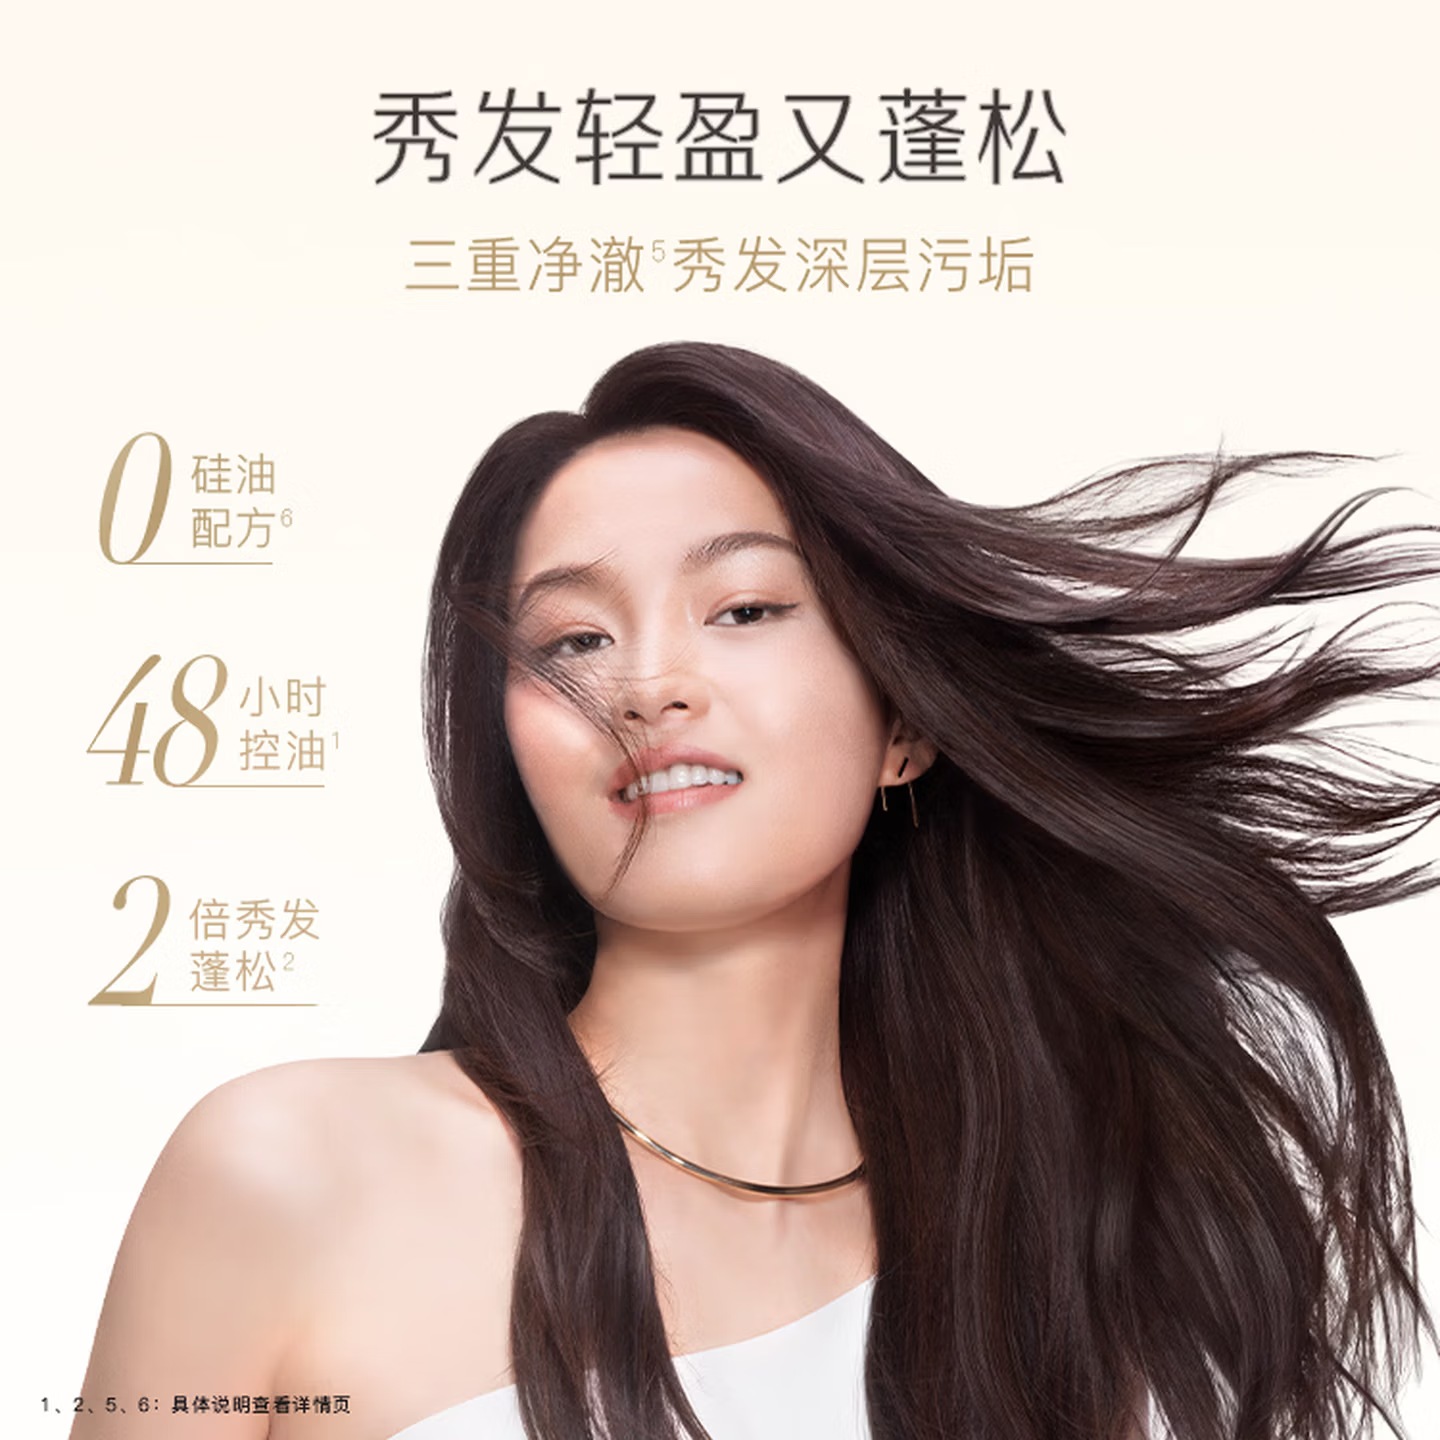 秀发轻盈又蓬松
三重净澈5秀发深层污垢
0 硅油
配方6
48 小时
控油1
2 倍秀发
蓬松2
1、2、5、6：具体说明查看详情页